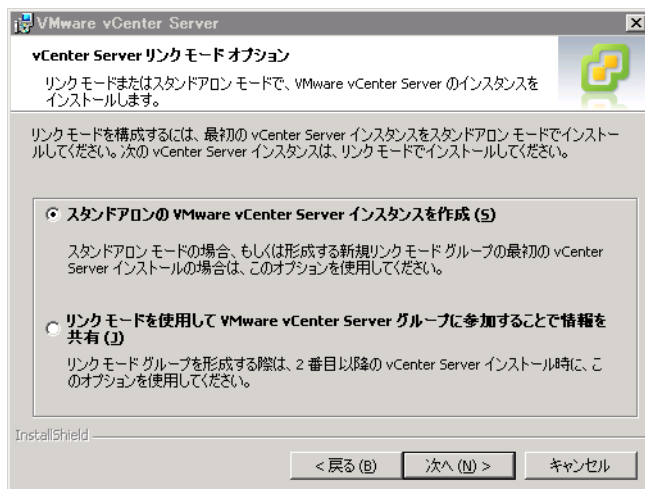 VMware vCenter Server
vCenter Server リンク モード オプション
リンク モードまたはスタンドアロン モードで、VMware vCenter Server のインスタンスを
インストールします。
リンク モードを構成するには、最初の vCenter Server インスタンスをスタンドアロン モードでインストー
ルしてください。次の vCenter Server インスタンスは、リンク モードでインストールしてください。
スタンドアロンの VMware vCenter Server インスタンスを作成 (S)
スタンドアロン モードの場合、もしくは形成する新規リンク モード グループの最初の vCenter
Server インストールの場合は、このオプションを使用してください。
リンク モードを使用して VMware vCenter Server グループに参加することで情報を
共有 (J)
リンク モード グループを形成する際は、2 番目以降の vCenter Server インストール時に、こ
のオプションを使用してください。
InstallShield
< 戻る (B) 次へ (N) > キャンセル